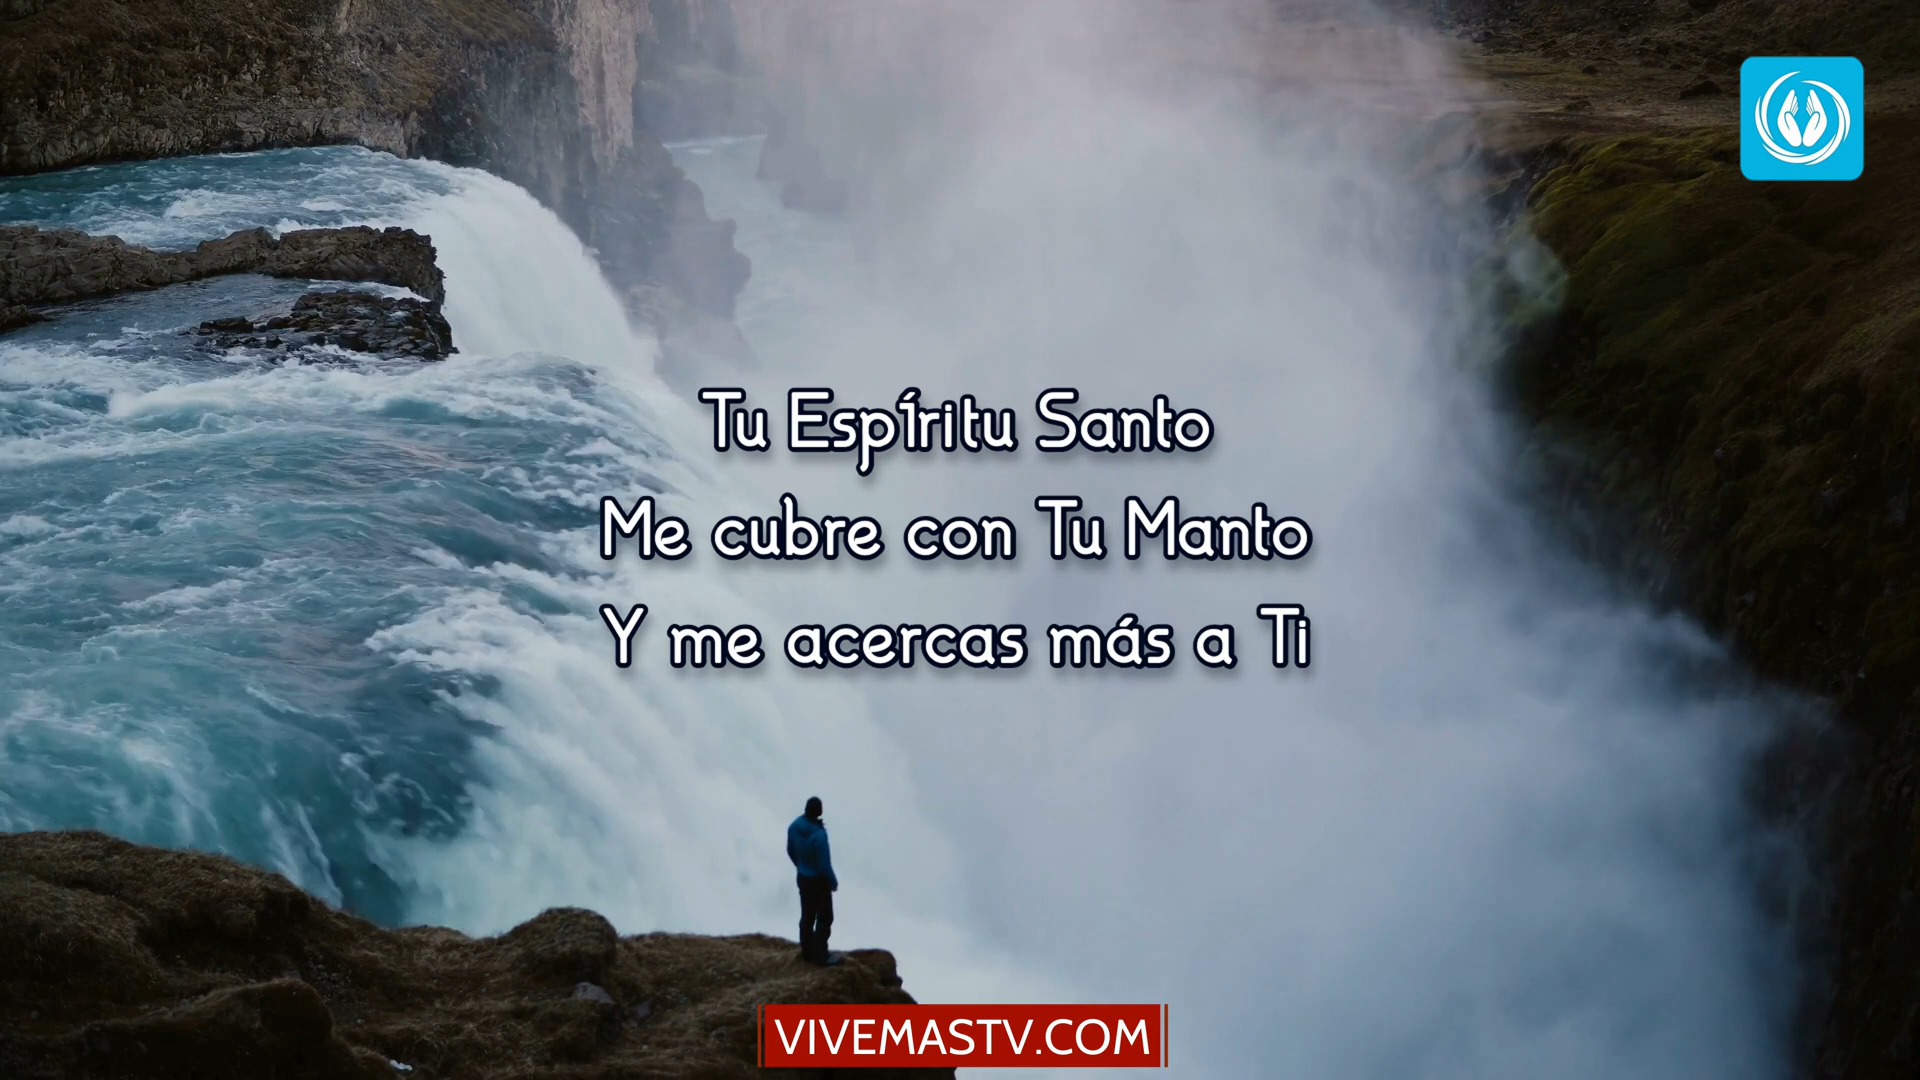 Tu Espíritu Santo
Me cubre con Tu Manto
Y me acercas más a Ti
VIVEMASTV.COM